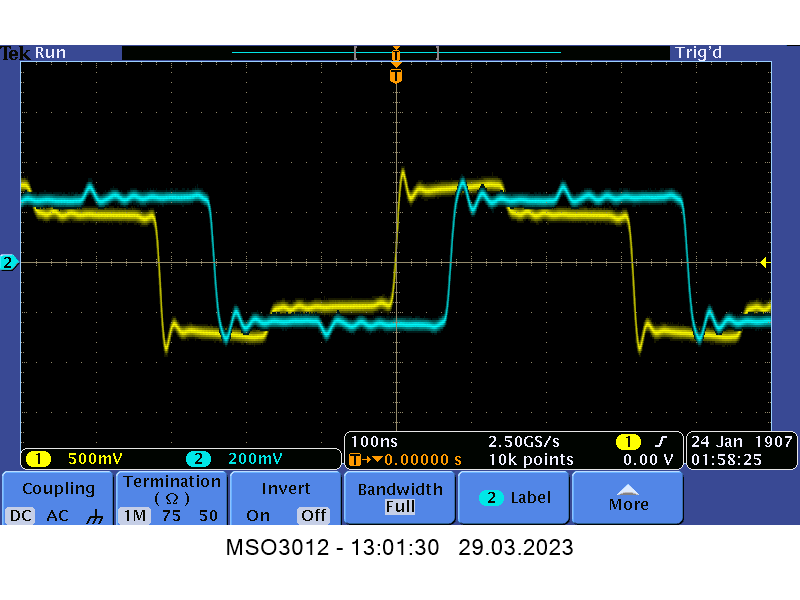 Tek Run Trig'd
T
T
2
1 500mV 2 200mV
100ns 2.50GS/s 1
T 0.00000 s 10k points 0.00 V
24 Jan 1907
01:58:25
Coupling
DC AC
Termination
(Ω)
1M 75 50
Invert
On Off
Bandwidth
Full
2 Label
More
MSO3012 - 13:01:30 29.03.2023